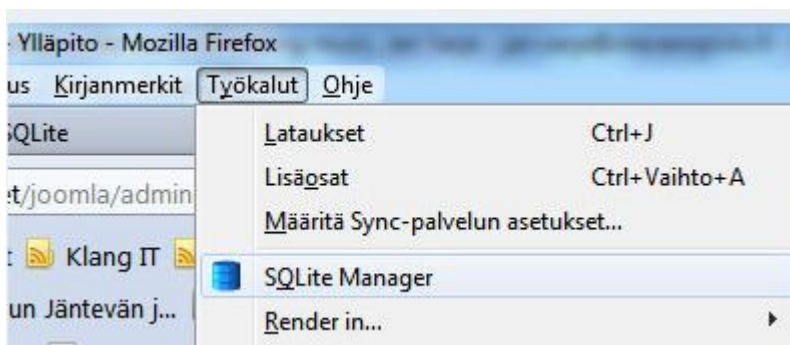 Ylläpito - Mozilla Firefox
us Kirjanmerkit Työkalut Ohje
SQLite
Lataukset Ctrl+J
et/joomla/admin
Lisäosat Ctrl+Vaihto+A
Määritä Sync-palvelun asetukset...
Klang IT
SQLite Manager
un Jäntevän j...
Render in...